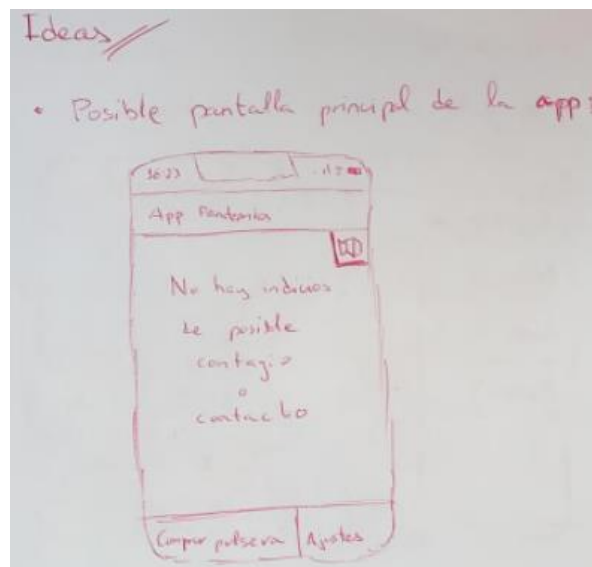 Ideas
• Posible pantalla principal de la app:
16:23
App Pandemia
No hay indicios
de posible
contagio
o
contacto
Comprar pulsera
Ajustes